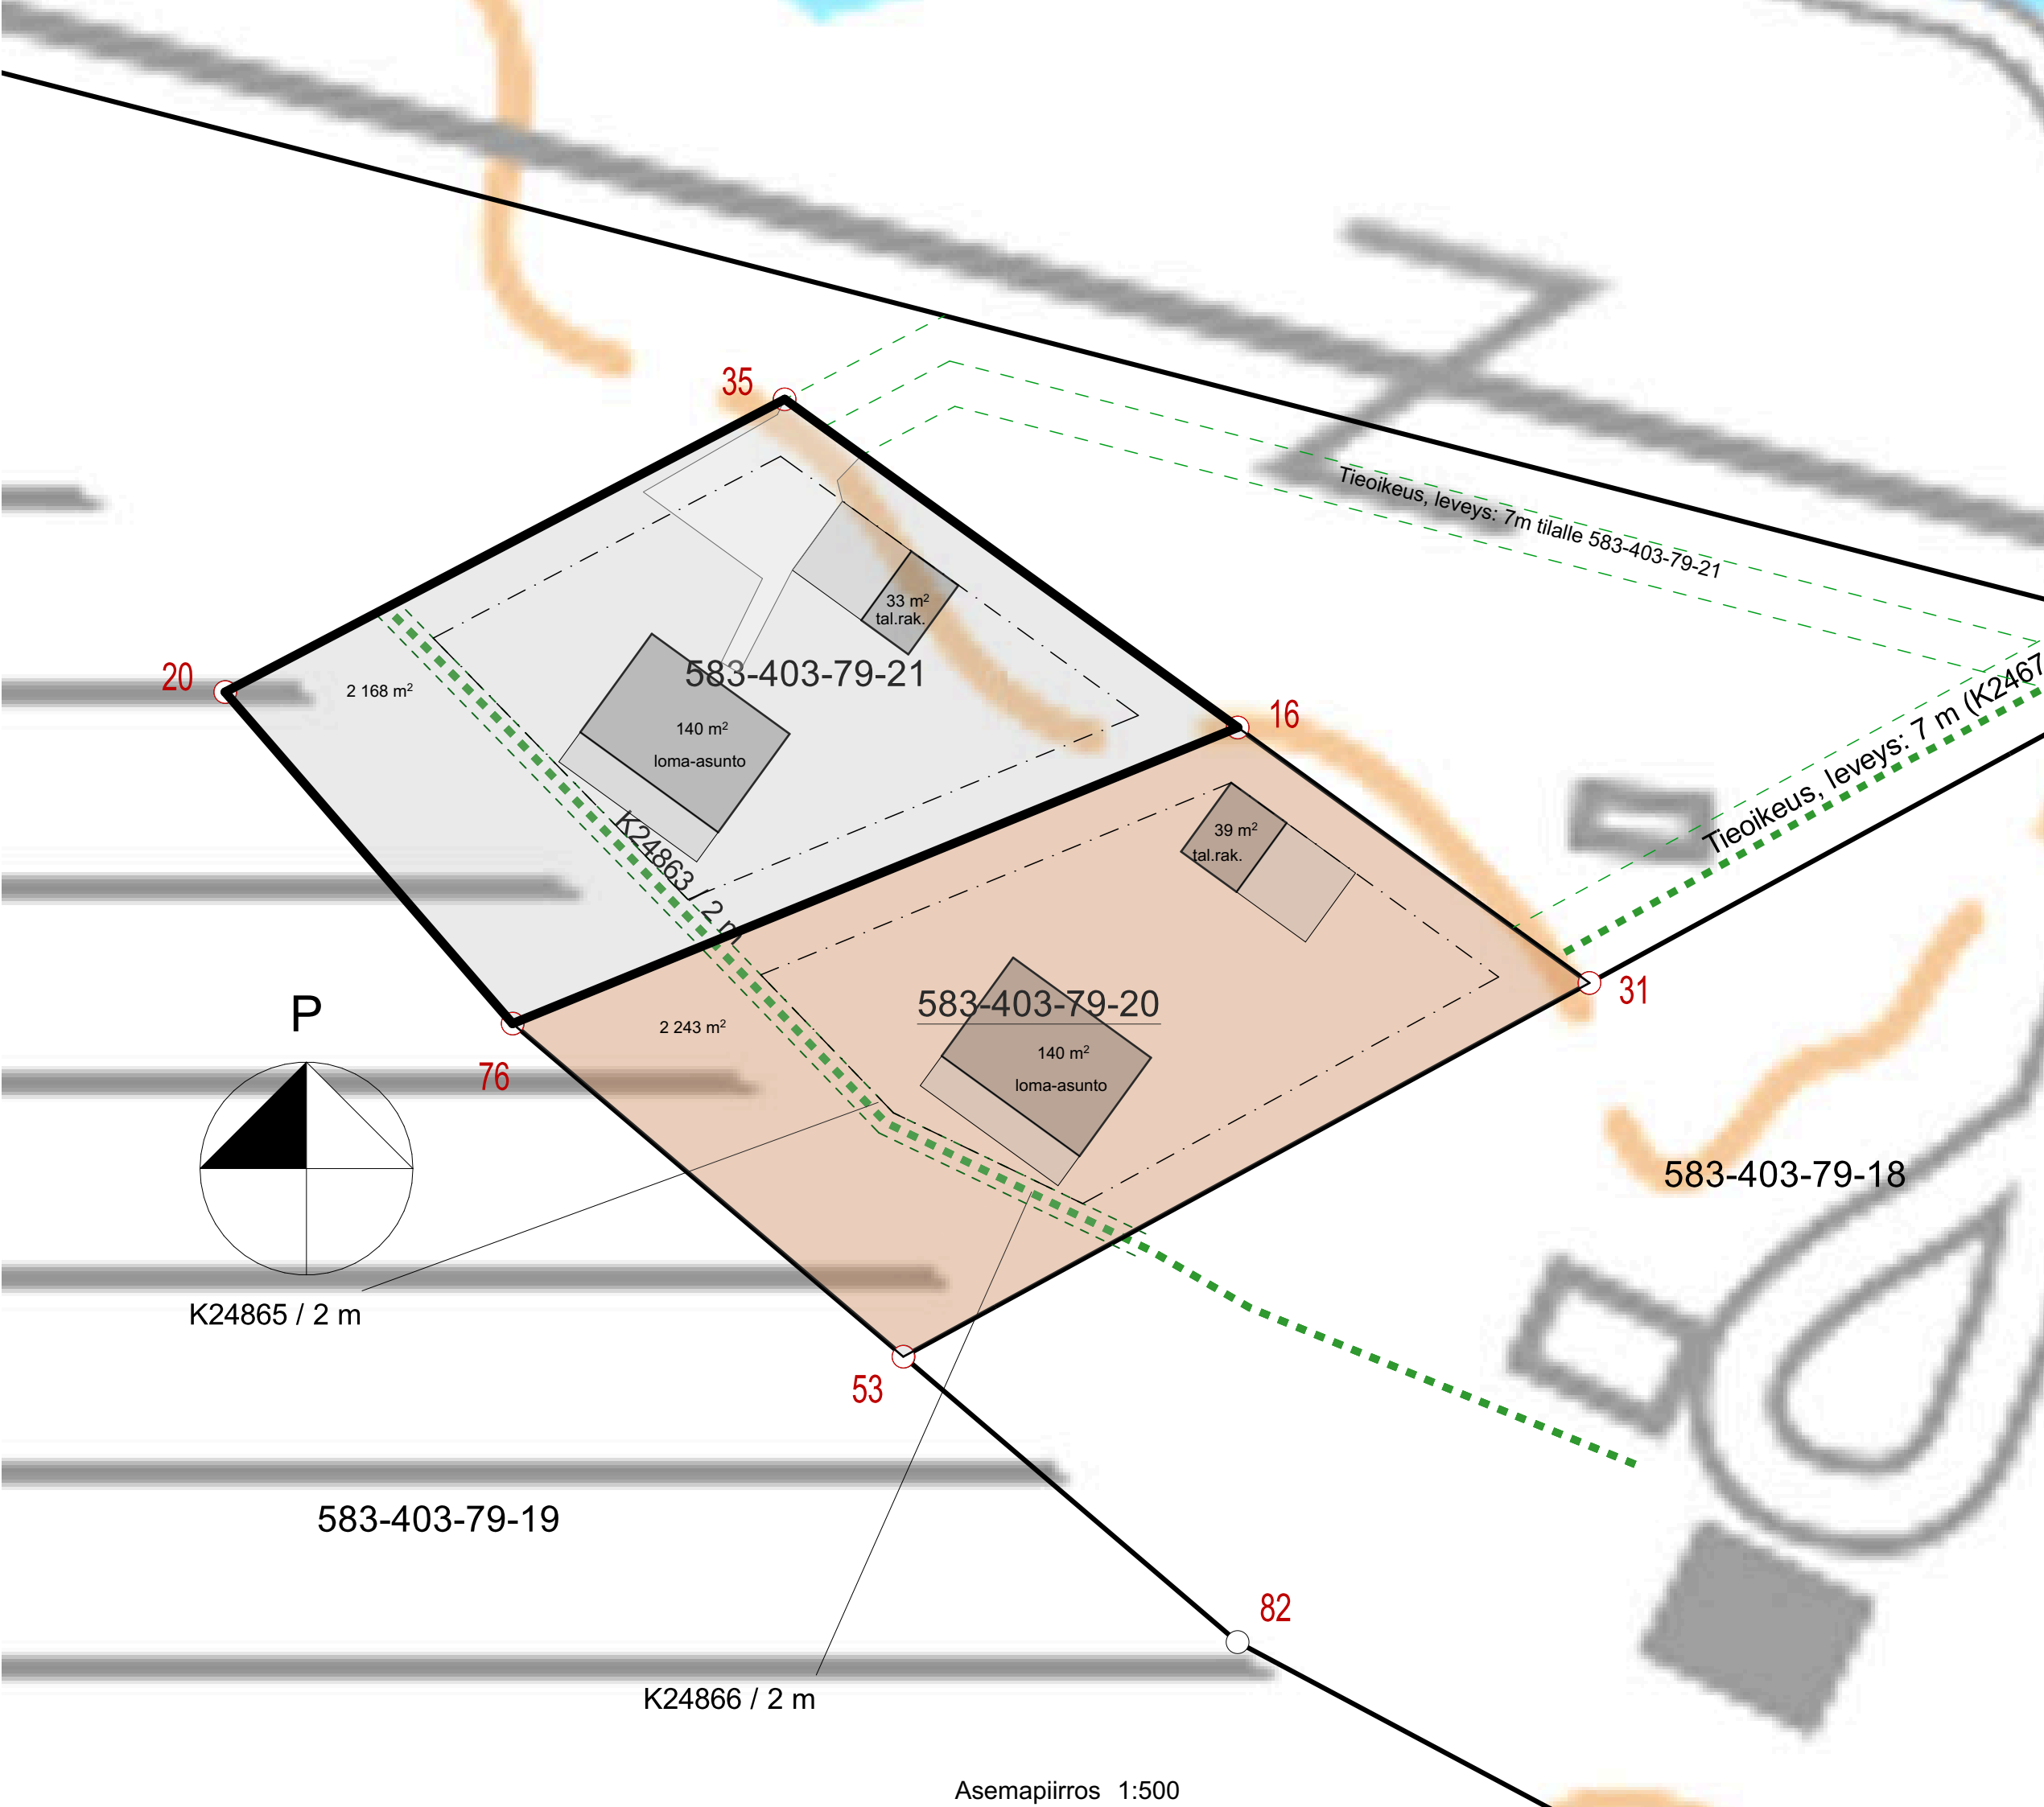 35
Tieoikeus, leveys: 7m tilalle 583-403-79-21
33 m²
tal.rak.
583-403-79-21
20
2 168 m²
16
140 m²
loma-asunto
Tieoikeus, leveys: 7 m (K2467
K24863 / 2 m
39 m²
tal.rak.
583-403-79-20
31
P
2 243 m²
76
140 m²
loma-asunto
583-403-79-18
K24865 / 2 m
53
583-403-79-19
82
K24866 / 2 m
Asemapiirros 1:500